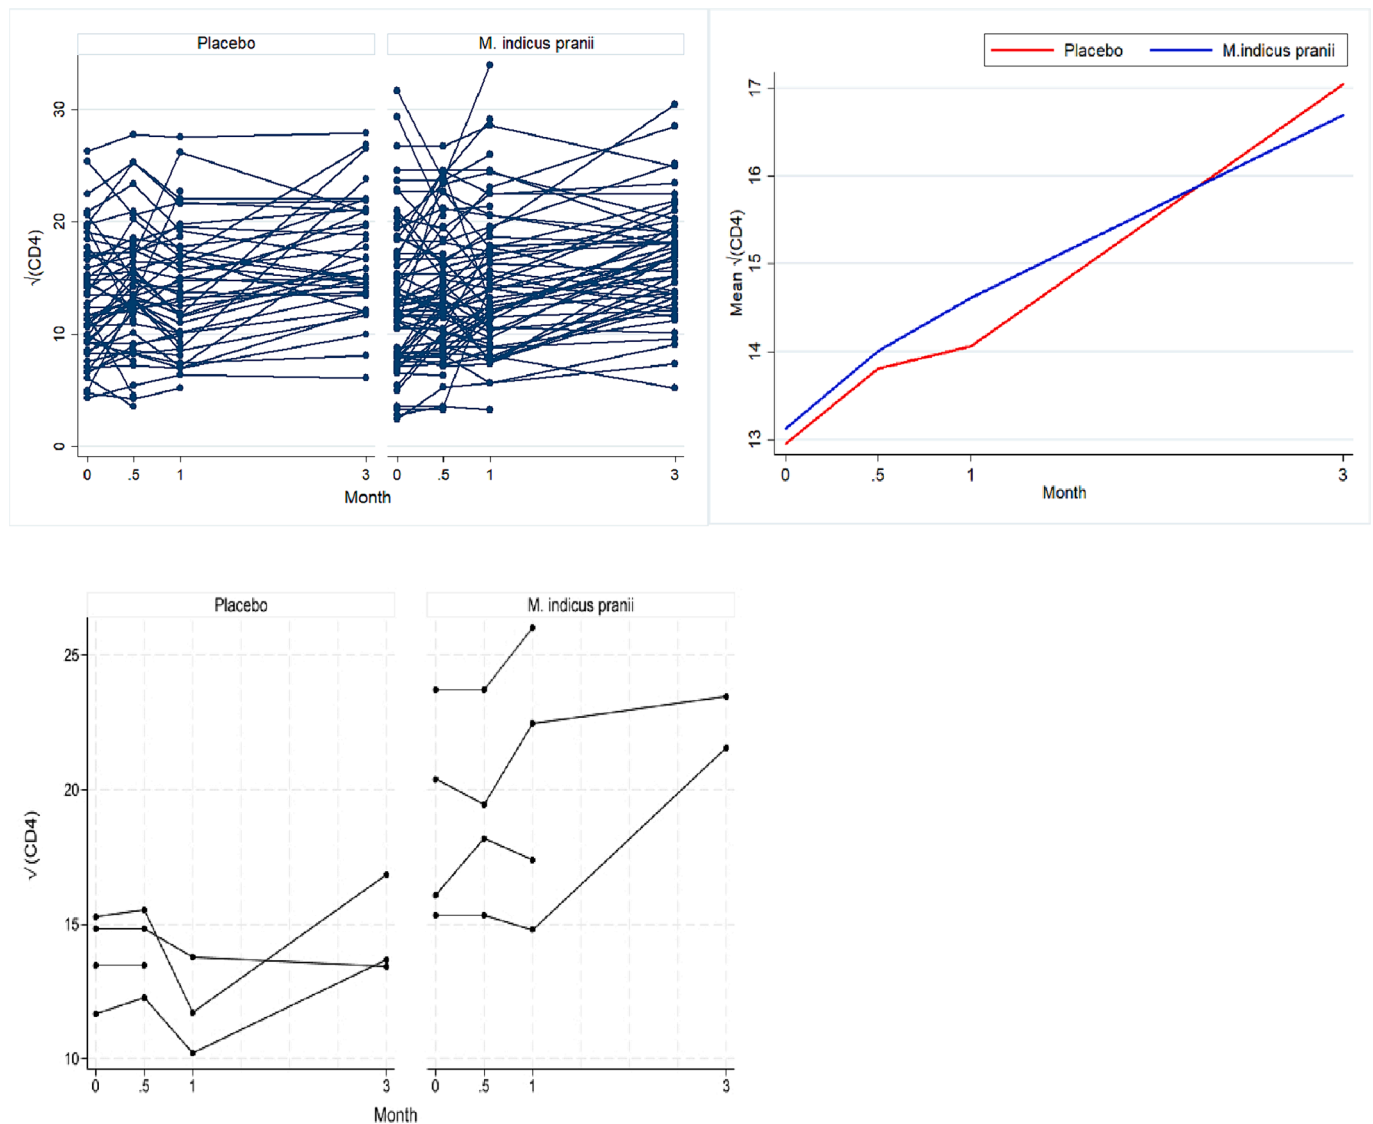 Placebo
M. indicus pranii
√(CD4)
30
20
10
0
0 .5 1 3
0 .5 1 3
Month
Placebo
M.indicus pranii
Mean √(CD4)
17
16
15
14
13
0 .5 1 3
Month
Placebo
M. indicus pranii
√(CD4)
25
20
15
10
0 .5 1 3
0 .5 1 3
Month